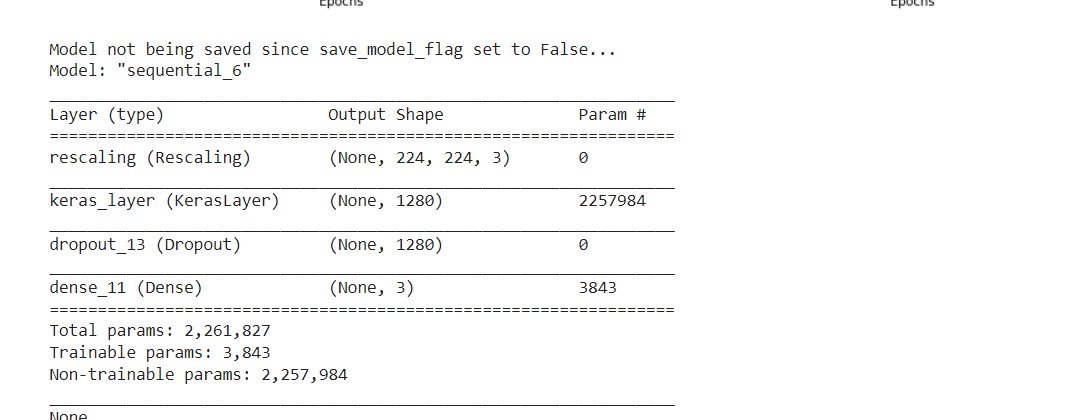 Epochs Epochs
Model not being saved since save_model_flag set to False...
Model: "sequential_6"
Layer (type) Output Shape Param #
rescaling (Rescaling) (None, 224, 224, 3) 0
keras_layer (KerasLayer) (None, 1280) 2257984
dropout_13 (Dropout) (None, 1280) 0
dense_11 (Dense) (None, 3) 3843
Total params: 2,261,827
Trainable params: 3,843
Non-trainable params: 2,257,984
None